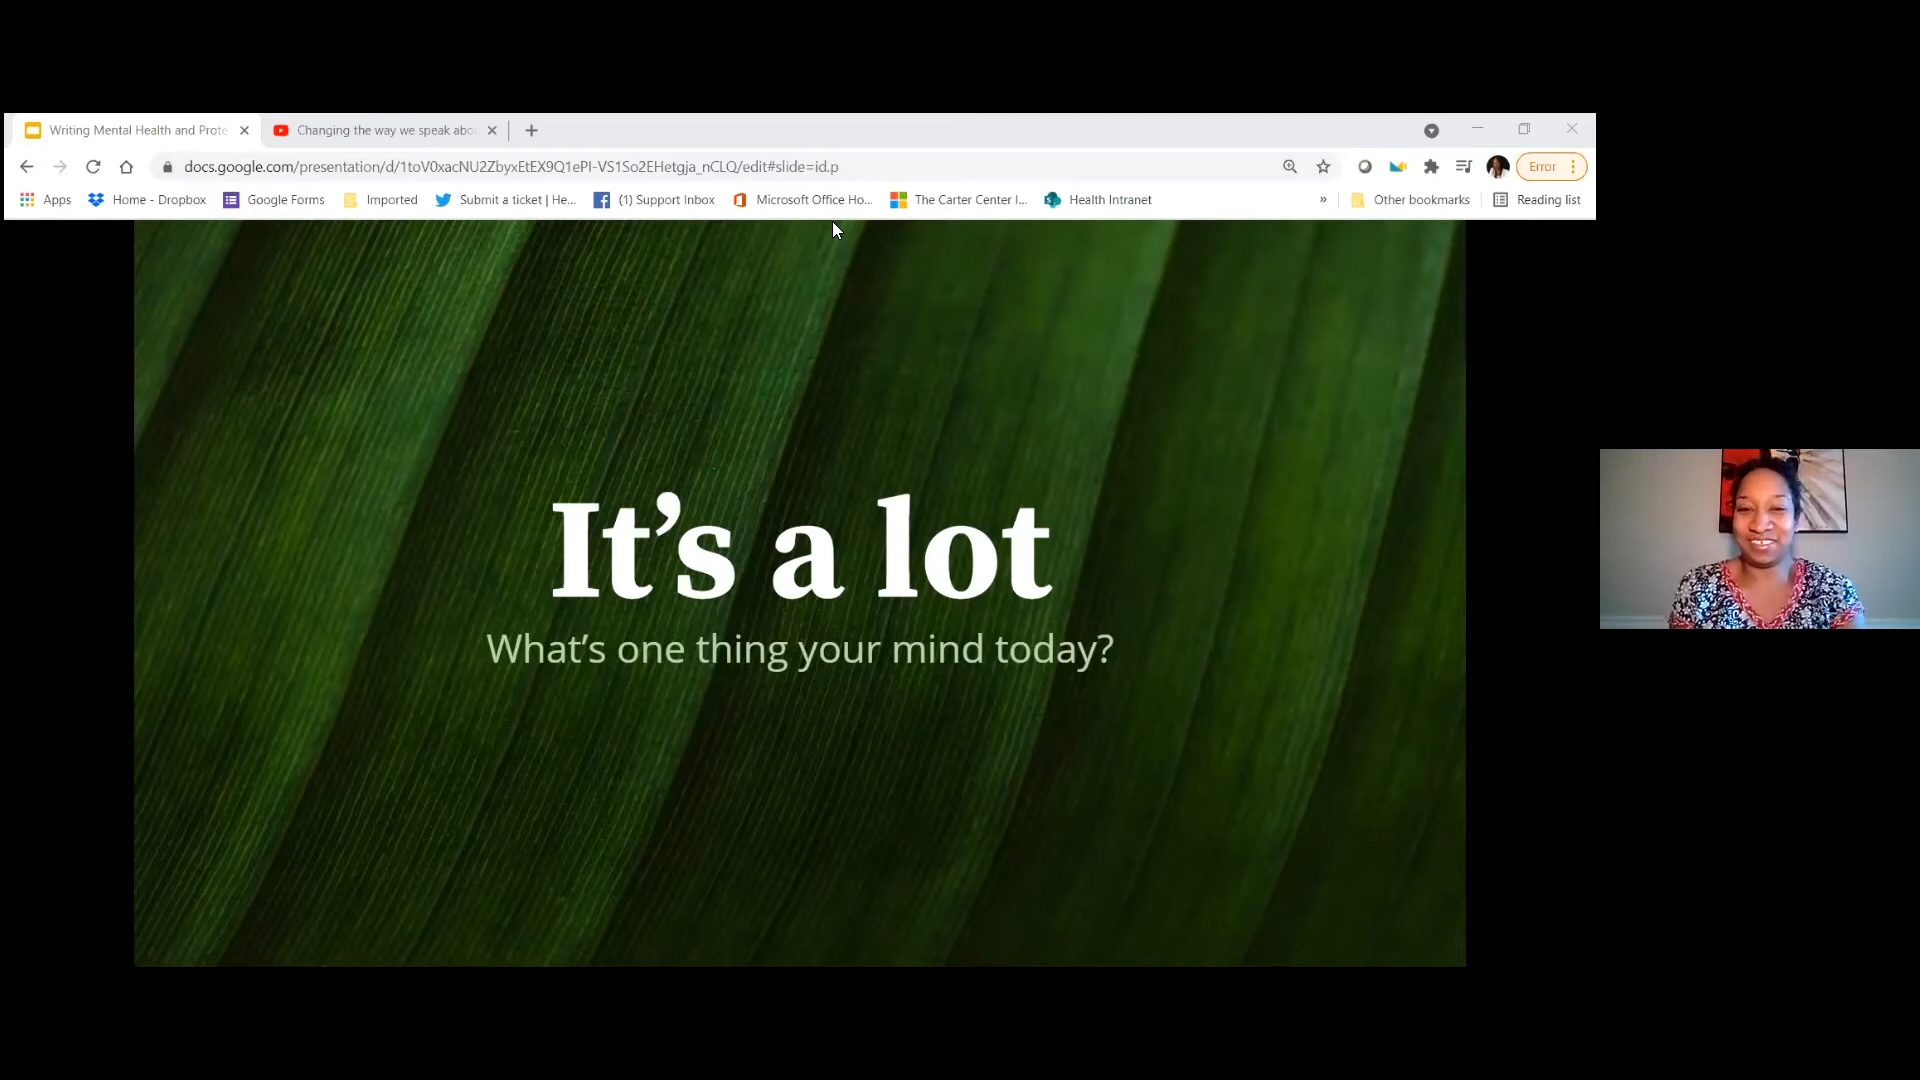 Writing Mental Health and Prote
Changing the way we speak abo
docs.google.com/presentation/d/1toV0xacNU2ZbyxEtEX9Q1ePI-VS1So2EHetgja_nCLQ/edit#slide=id.p
Error
Apps
Home - Dropbox
Google Forms
Imported
Submit a ticket | He...
(1) Support Inbox
Microsoft Office Ho...
The Carter Center I...
Health Intranet
»
Other bookmarks
Reading list
It’s a lot
What’s one thing your mind today?